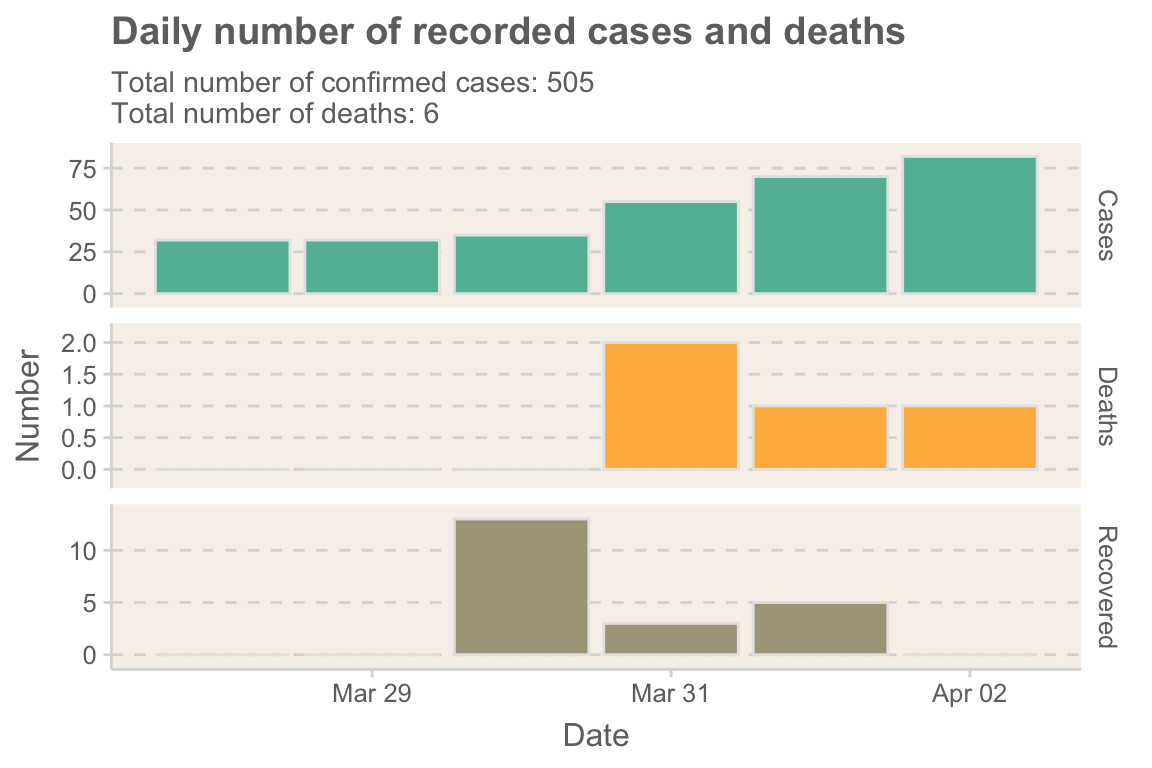 Daily number of recorded cases and deaths
Total number of confirmed cases: 505
Total number of deaths: 6
75
50
25
0
Cases
Number
2.0
1.5
1.0
0.5
0.0
Deaths
10
5
0
Recovered
Mar 29
Mar 31
Apr 02
Date